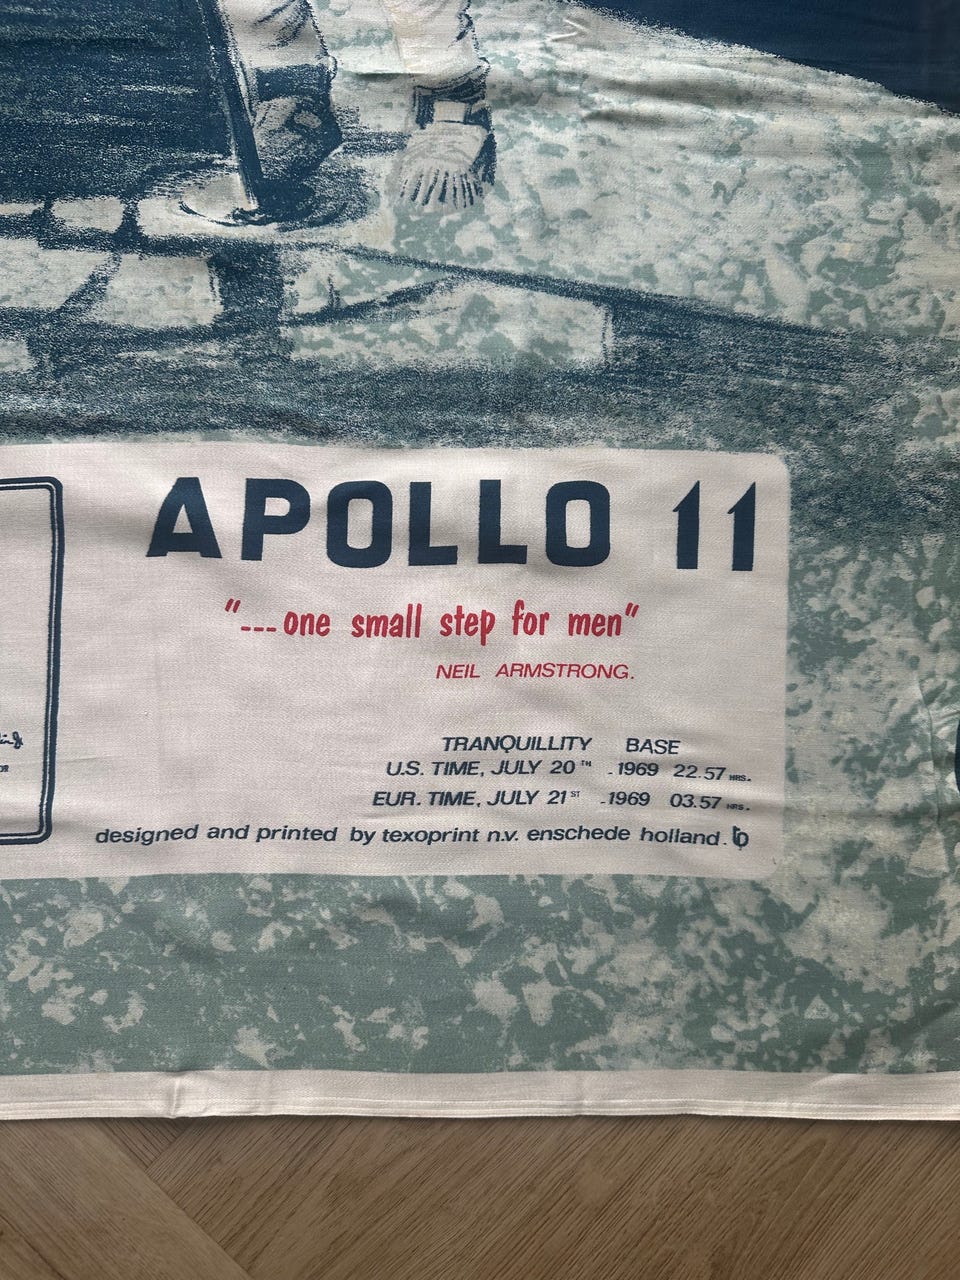 APOLLO 11
"...one small step for men"
NEIL ARMSTRONG.
TRANQUILLITY BASE
U.S. TIME, JULY 20TH .1969 22.57 HRS.
EUR. TIME, JULY 21ST .1969 03.57 HRS.
designed and printed by texoprint n.v. enschede holland.